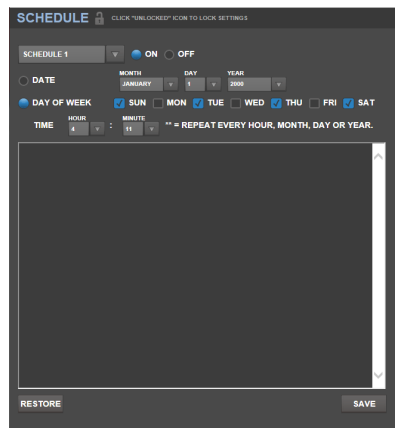 SCHEDULE CLICK "UNLOCKED" ICON TO LOCK SETTINGS
SCHEDULE 1 ON OFF
MONTH DAY YEAR
DATE JANUARY 1 2000
DAY OF WEEK SUN MON TUE WED THU FRI SAT
HOUR MINUTE
TIME 4 : 11 "* = REPEAT EVERY HOUR, MONTH, DAY OR YEAR.
RESTORE SAVE